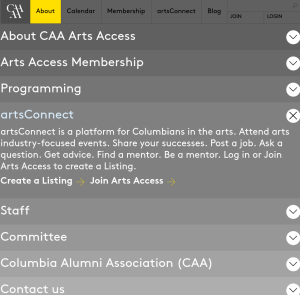 CAA
About Calendar Membership artsConnect Blog
JOIN LOGIN
About CAA Arts Access
Arts Access Membership
Programming
artsConnect
artsConnect is a platform for Columbians in the arts. Attend arts
industry-focused events. Share your successes. Post a job. Ask a
question. Get advice. Find a mentor. Be a mentor. Log in or Join
Arts Access to create a Listing.
Create a Listing Join Arts Access
Staff
Committee
Columbia Alumni Association (CAA)
Contact us